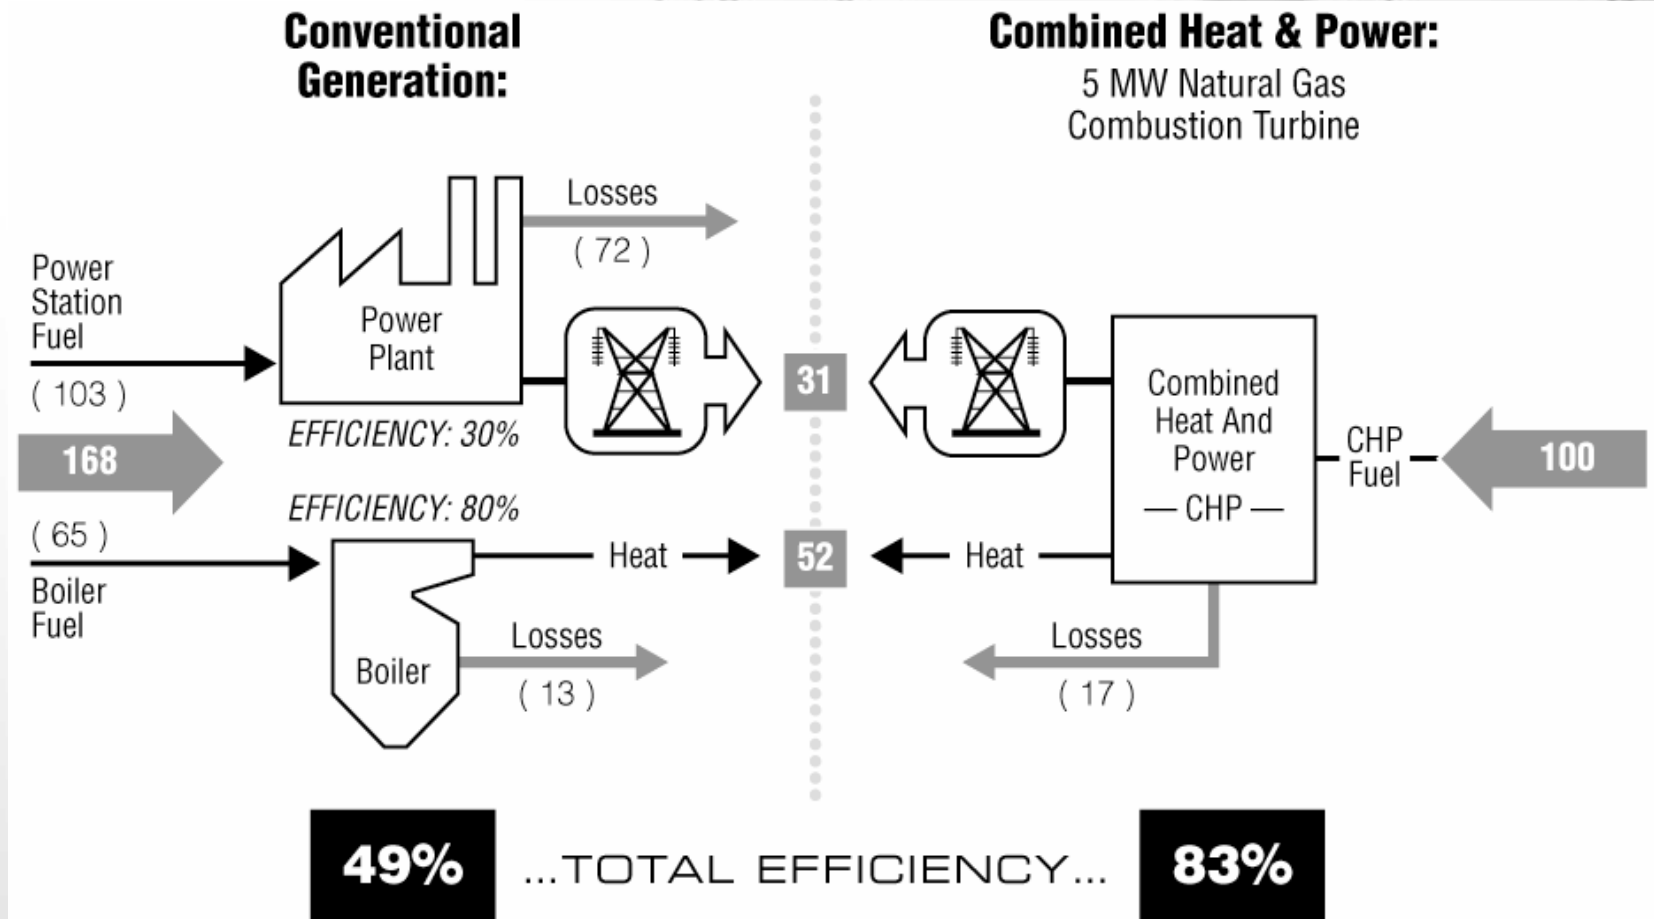 Conventional
Generation:
Combined Heat & Power:
5 MW Natural Gas
Combustion Turbine
Losses
( 72 )
Power
Station
Fuel
( 103 )
Power
Plant
EFFICIENCY: 30%
168
31
Combined
Heat And
Power
— CHP —
CHP
Fuel
100
EFFICIENCY: 80%
( 65 )
Boiler
Fuel
Heat
52
Heat
Boiler
Losses
( 13 )
Losses
( 17 )
49%
...TOTAL EFFICIENCY...
83%